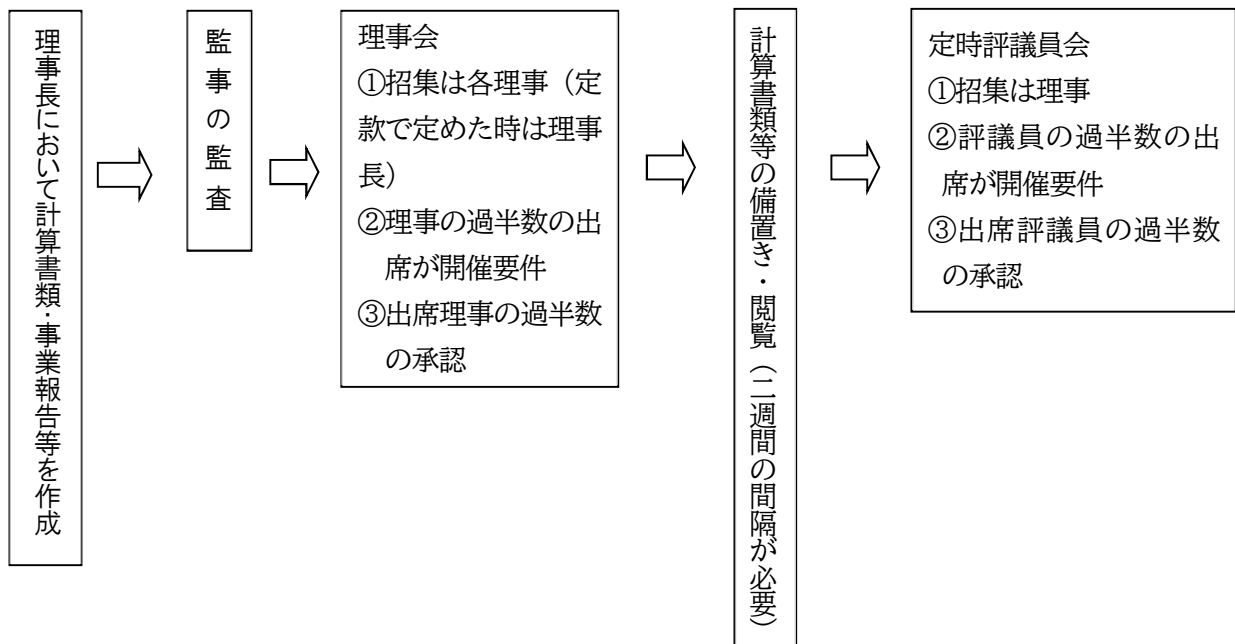 理事長において計算書類・事業報告等を作成
監事の監査
理事会
①招集は各理事（定
款で定めた時は理事
長）
②理事の過半数の出
席が開催要件
③出席理事の過半数
の承認
計算書類等の備置き・閲覧（二週間の間隔が必要）
定時評議員会
①招集は理事
②評議員の過半数の出
席が開催要件
③出席評議員の過半数
の承認